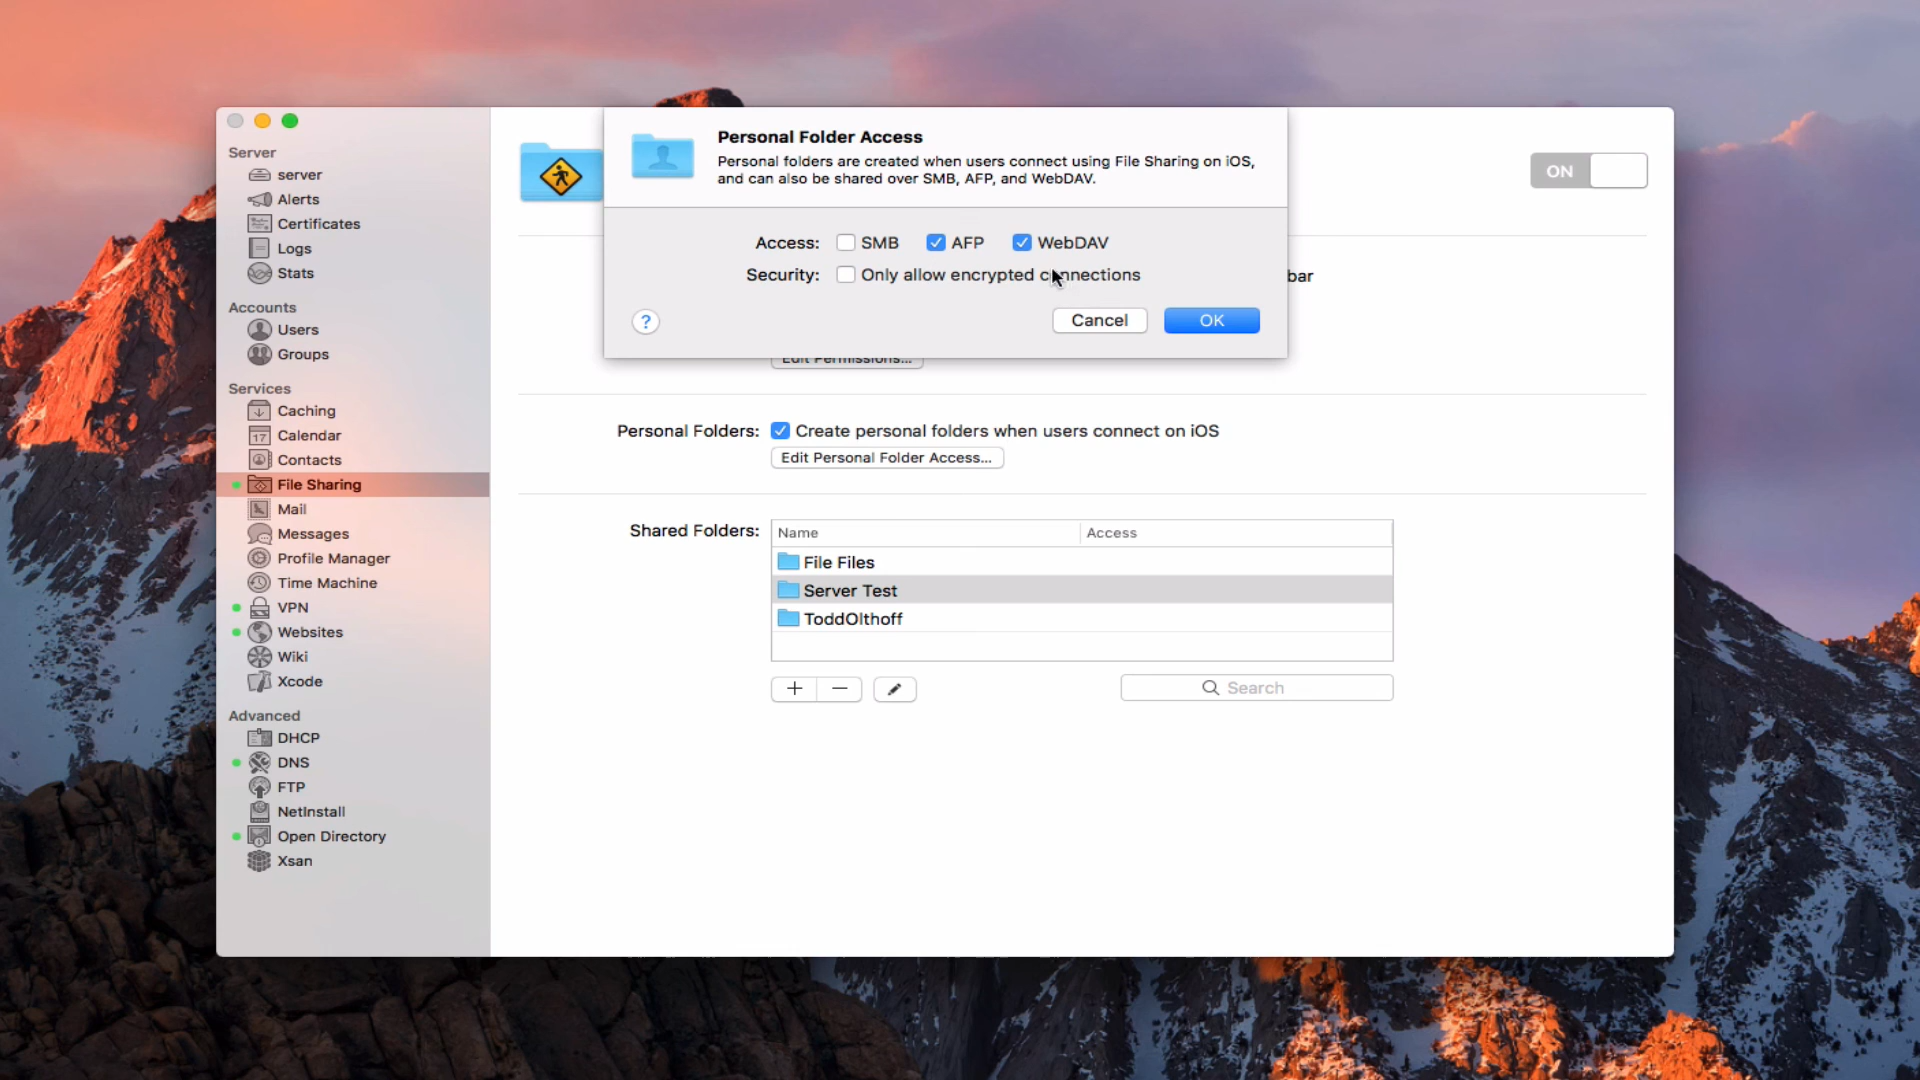 Server
server
Alerts
Certificates
Logs
Stats
Accounts
Users
Groups
Services
Caching
17 Calendar
Contacts
File Sharing
Mail
Messages
Profile Manager
Time Machine
VPN
Websites
Wiki
Xcode
Advanced
DHCP
DNS
FTP
NetInstall
Open Directory
Xsan
Personal Folder Access
Personal folders are created when users connect using File Sharing on iOS,
and can also be shared over SMB, AFP, and WebDAV.
ON
Access: SMB AFP WebDAV
Security: Only allow encrypted connections
bar
? Cancel OK
Edit Permissions...
Personal Folders: Create personal folders when users connect on iOS
Edit Personal Folder Access...
Shared Folders: Name Access
File Files
Server Test
ToddOlthoff
Search